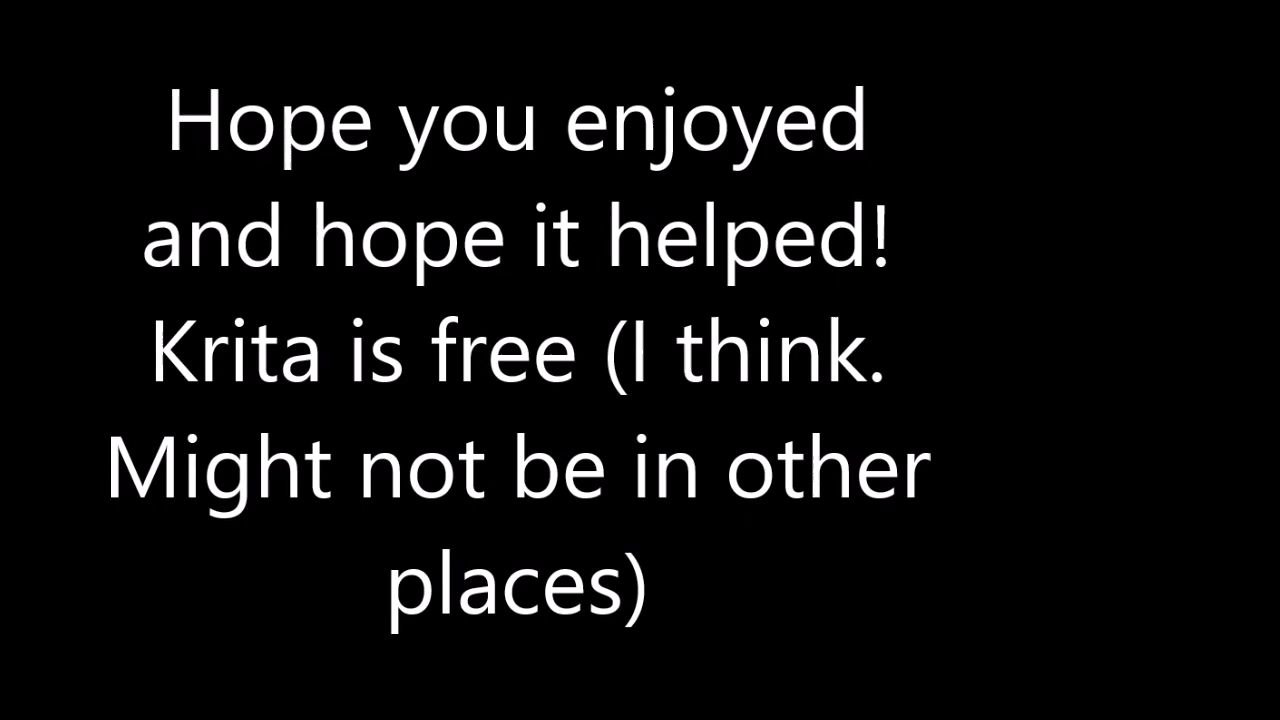 Hope you enjoyed
and hope it helped!
Krita is free (I think.
Might not be in other
places)